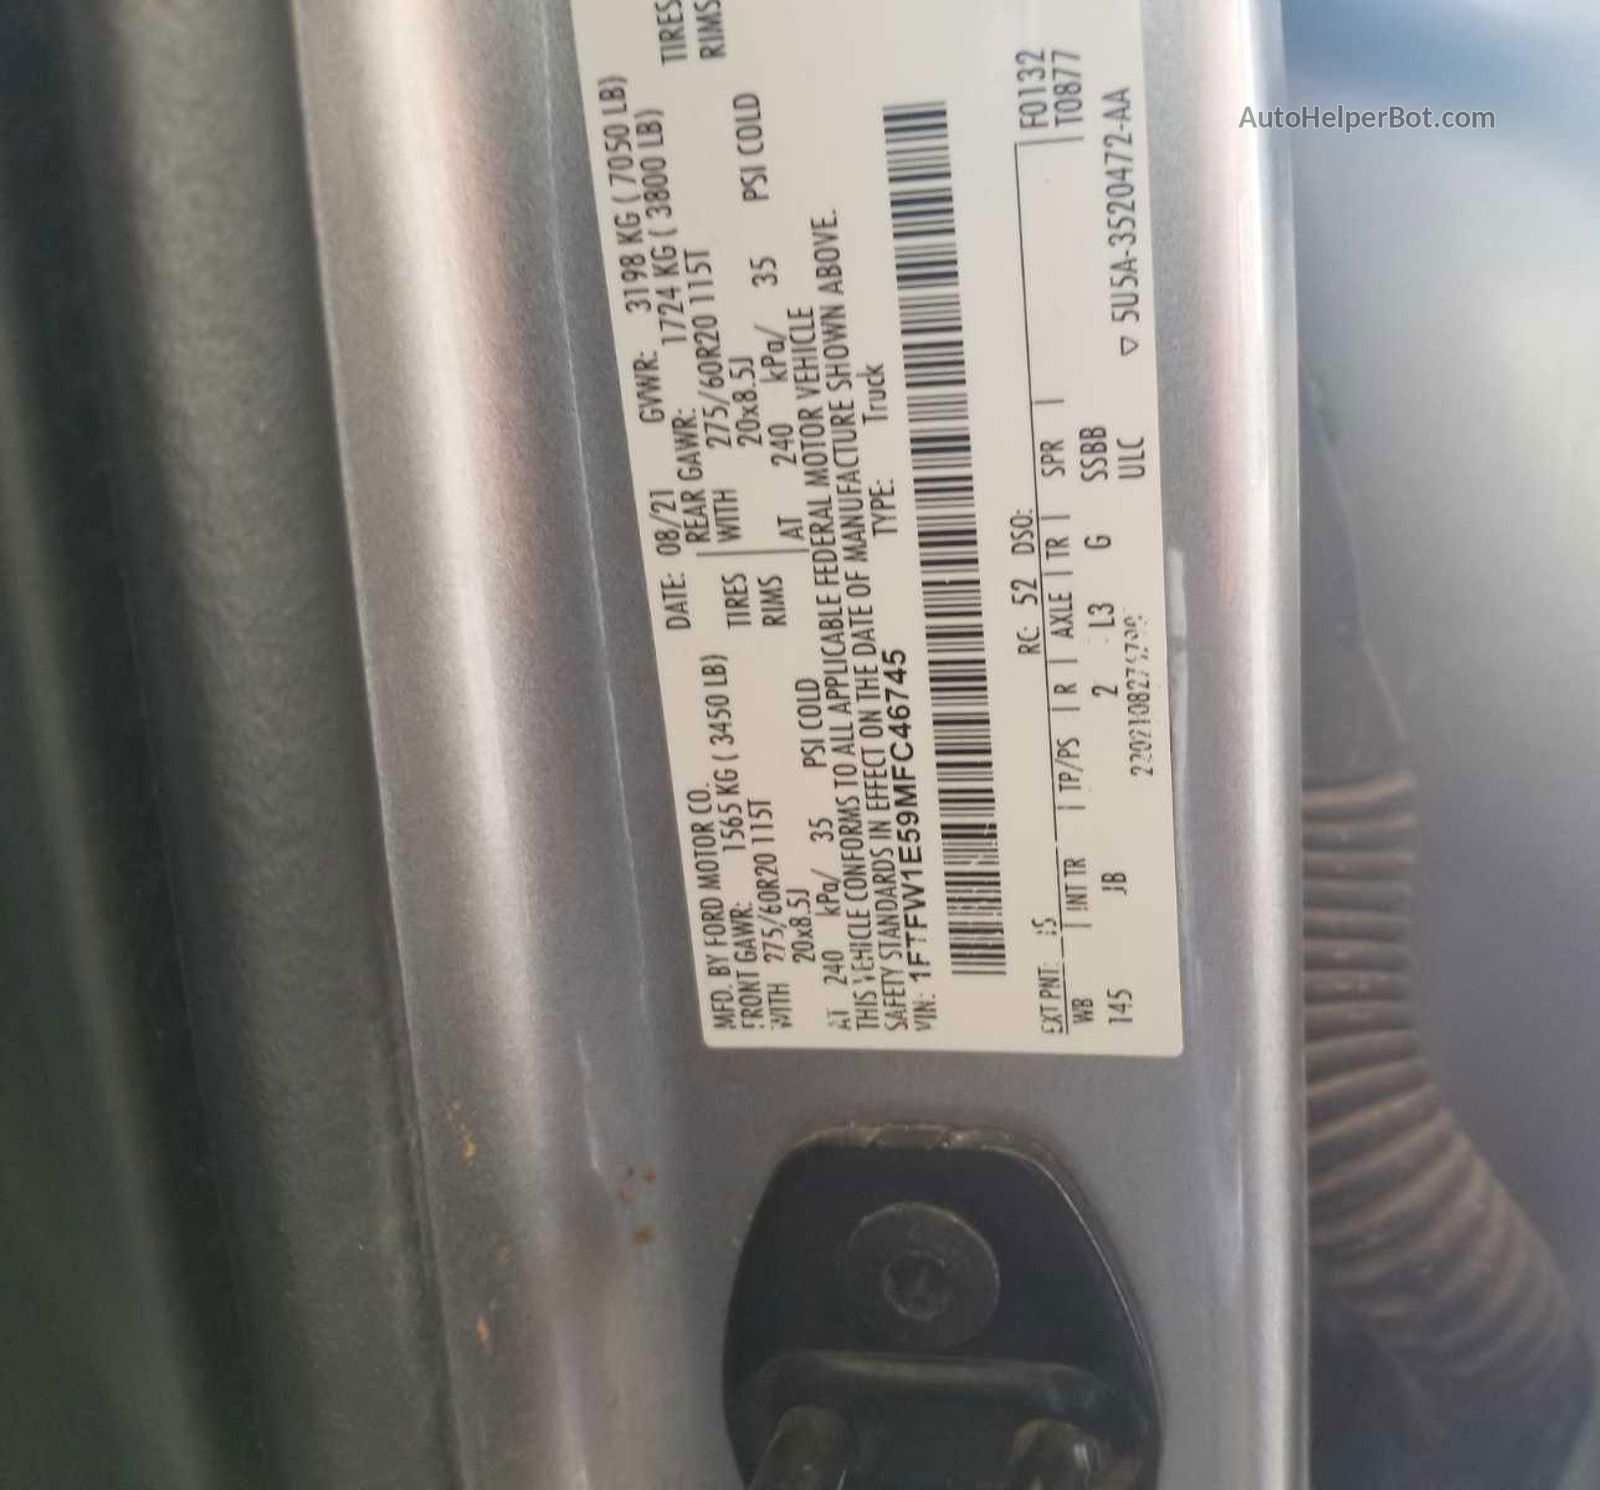 MFD. BY FORD MOTOR CO.
DATE: 08/21 GVWR: 3198 KG ( 7050 LB)
FRONT GAWR: 1565 KG ( 3450 LB) REAR GAWR: 1724 KG ( 3800 LB)
WITH 275/60R20 115T TIRES WITH 275/60R20 115T TIRES
20x8.5J RIMS 20x8.5J RIMS
AT 240 kPa/ 35 PSI COLD AT 240 kPa/ 35 PSI COLD
THIS VEHICLE CONFORMS TO ALL APPLICABLE FEDERAL MOTOR VEHICLE
SAFETY STANDARDS IN EFFECT ON THE DATE OF MANUFACTURE SHOWN ABOVE.
VIN: 1FTFW1E59MFC46745 TYPE: Truck
EXT PNT: RC: 52 DSO: F0132
WB INT TR TP/PS R AXLE TR SPR T0877
145 JB 2 L3 G SSBB
ULC
▽ 5U5A-3520472-AA
AutoHelperBot.com